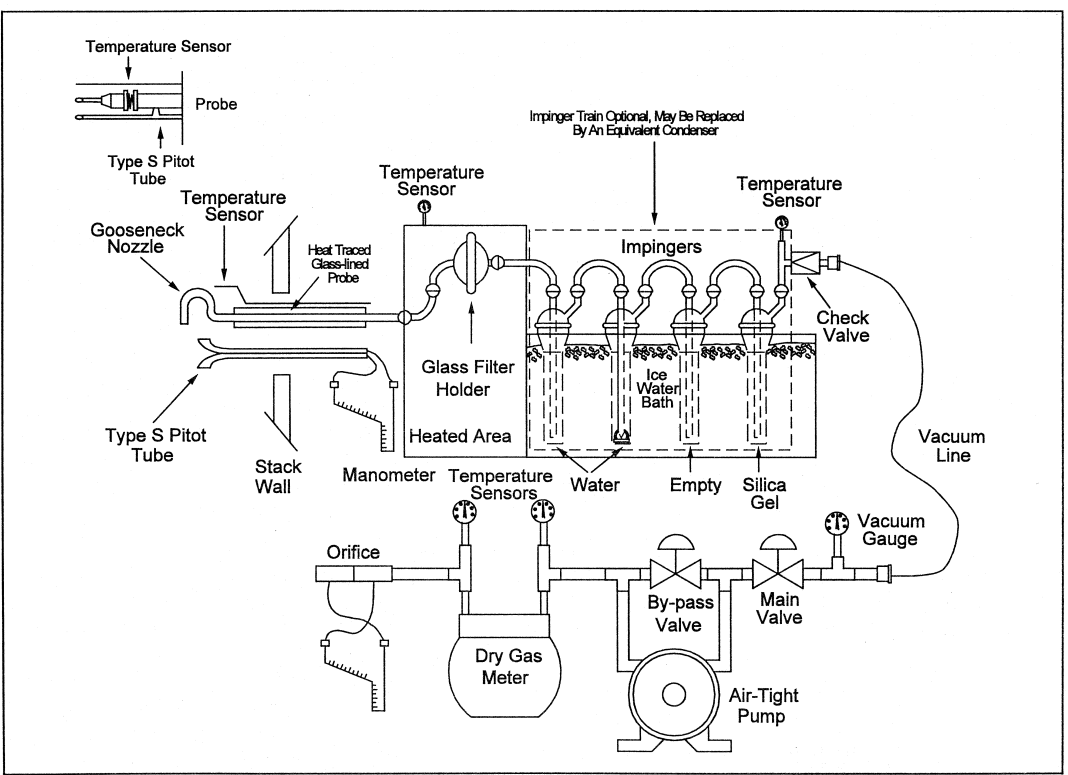 Temperature Sensor
Probe
Type S Pitot
Tube
Impinger Train Optional, May Be Replaced
By An Equivalent Condenser
Temperature
Sensor
Temperature
Sensor
Temperature
Sensor
Gooseneck
Nozzle
Heat Traced
Glass-lined
Probe
Impingers
Check
Valve
Glass Filter
Holder
Ice
Water
Bath
Type S Pitot
Tube
Heated Area
Vacuum
Line
Stack
Wall
Manometer
Temperature
Sensors
Water
Empty
Silica
Gel
Vacuum
Gauge
Orifice
By-pass
Valve
Main
Valve
Dry Gas
Meter
Air-Tight
Pump